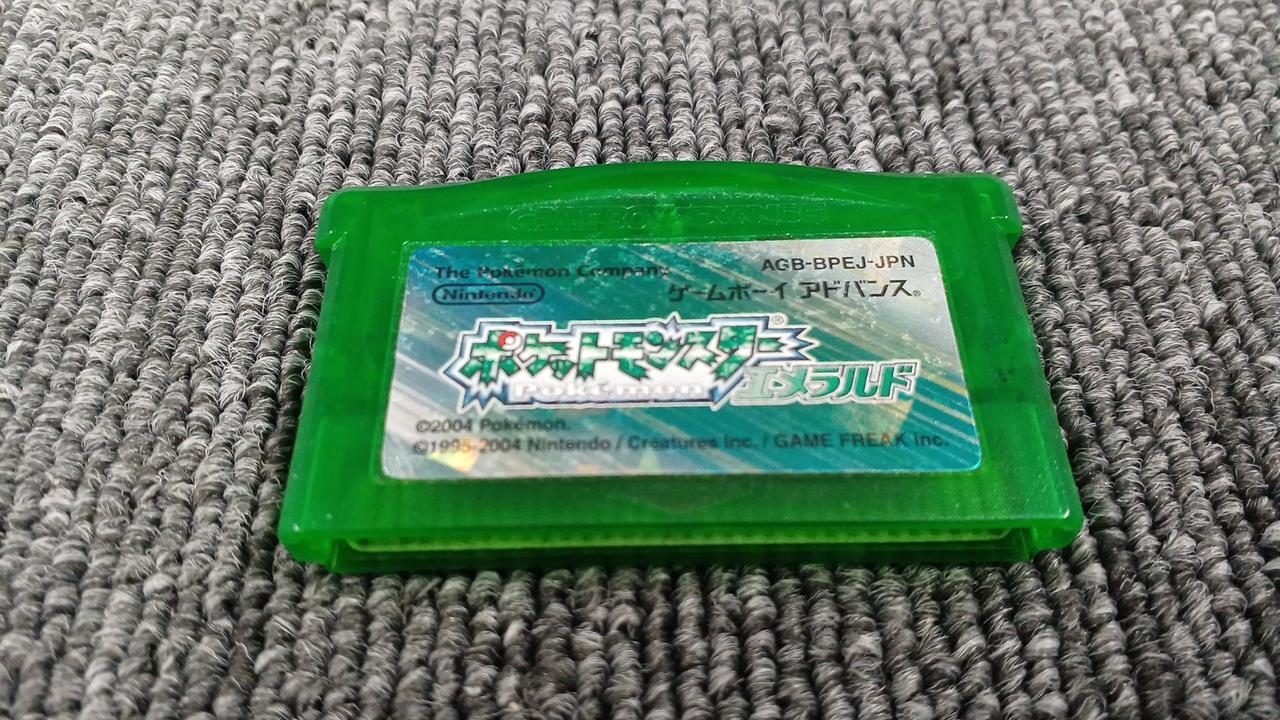 GAME BOY ADVANCE
The Pokémon Company
AGB-BPEJ-JPN
Nintendo®
ゲームボーイ アドバンス®
ポケットモンスター®
Pokémon
エメラルド
©2004 Pokémon.
©1995-2004 Nintendo / Creatures inc. / GAME FREAK inc.